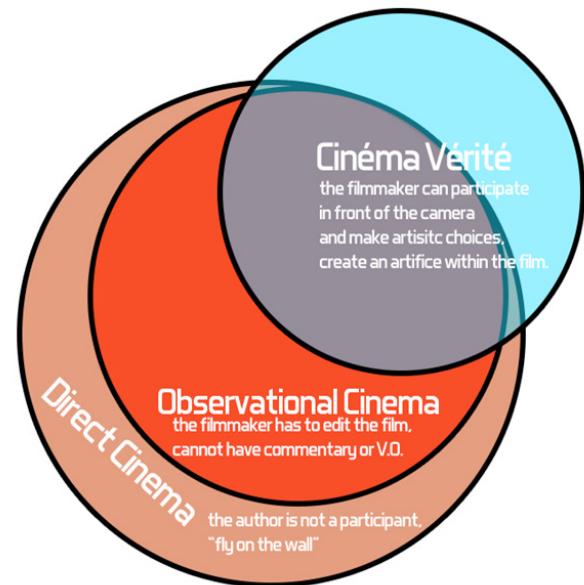 Cinéma Vérité
the filmmaker can participate
in front of the camera
and make artisitc choices,
create an artifice within the film.
Observational Cinema
the filmmaker has to edit the film,
cannot have commentary or V.O.
Direct Cinema
the author is not a participant,
"fly on the wall"